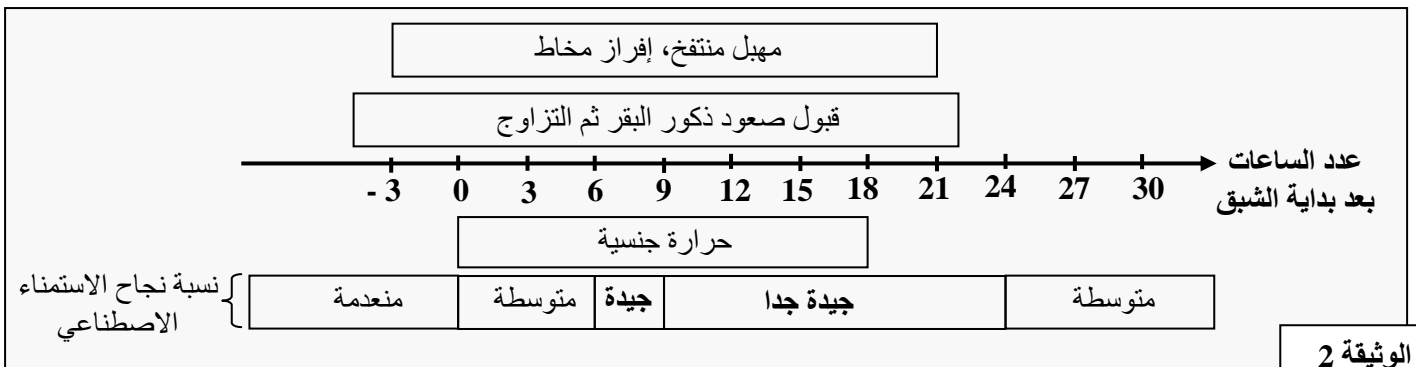 مهبل منتفخ، إفراز مخاط
قبول صعود ذكور البقر ثم التزاوج
عدد الساعات
بعد بداية الشبق
- 3 0 3 6 9 12 15 18 21 24 27 30
حرارة جنسية
نسبة نجاح الاستمناء
الاصطناعي
منعدمة متوسطة جيدة جيدة جدا متوسطة
الوثيقة 2